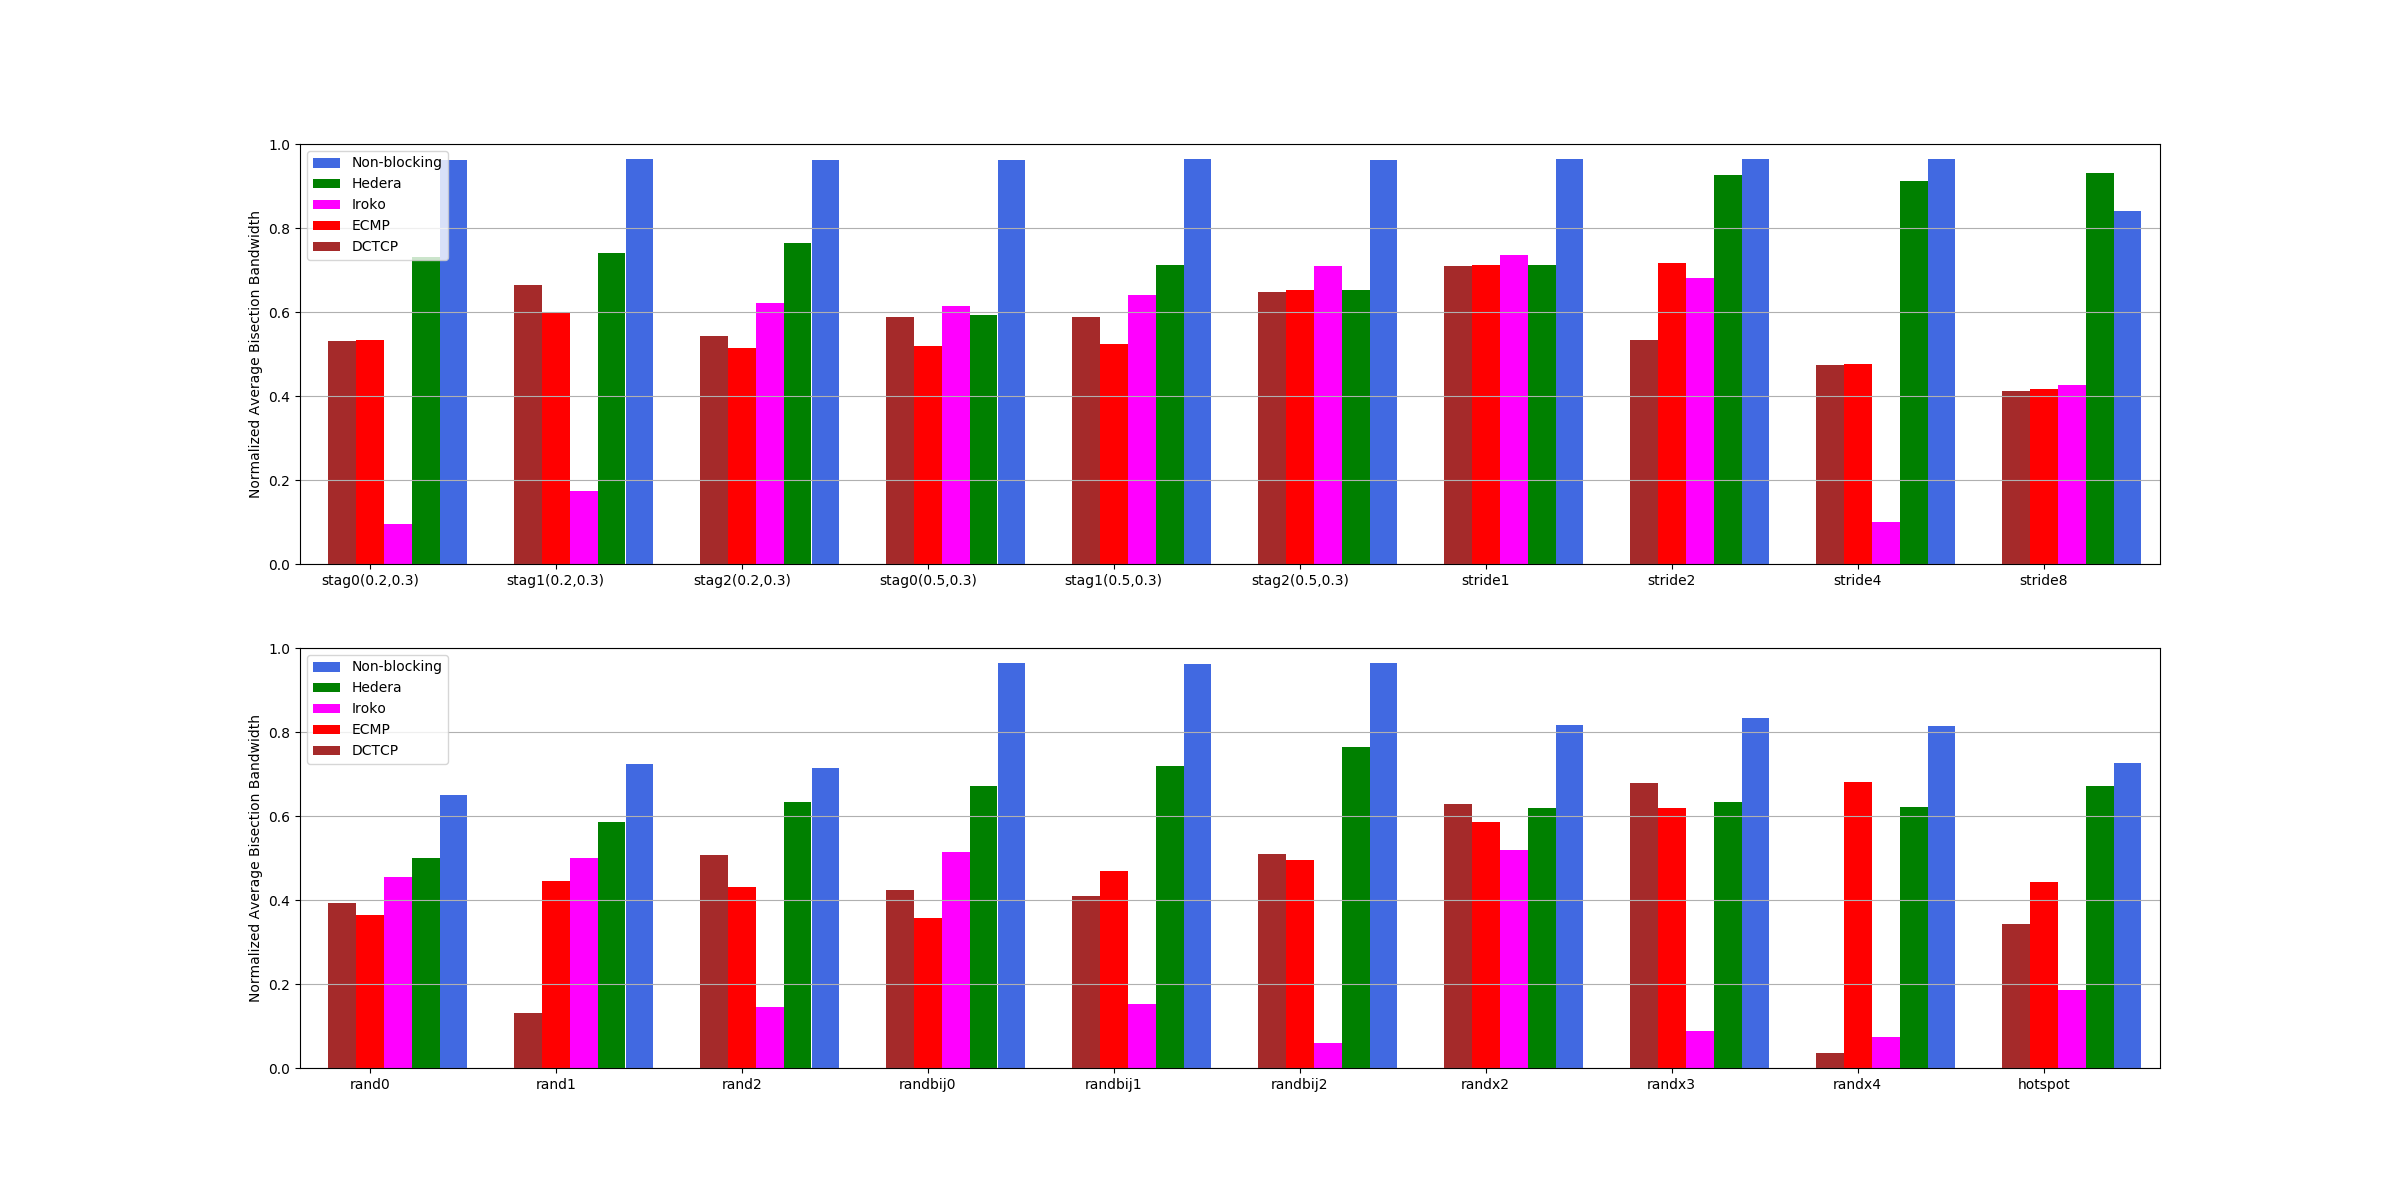 Normalized Average Bisection Bandwidth
1.0
0.8
0.6
0.4
0.2
0.0
Non-blocking
Hedera
Iroko
ECMP
DCTCP
stag0(0.2,0.3) stag1(0.2,0.3) stag2(0.2,0.3) stag0(0.5,0.3) stag1(0.5,0.3) stag2(0.5,0.3) stride1 stride2 stride4 stride8
Normalized Average Bisection Bandwidth
1.0
0.8
0.6
0.4
0.2
0.0
Non-blocking
Hedera
Iroko
ECMP
DCTCP
rand0 rand1 rand2 randbij0 randbij1 randbij2 randx2 randx3 randx4 hotspot